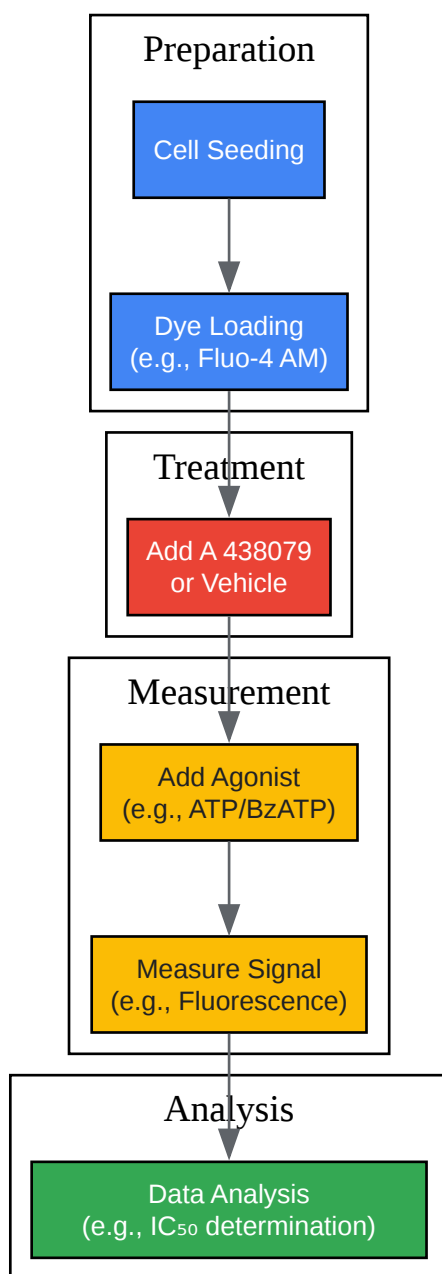 Preparation
Cell Seeding
Dye Loading
(e.g., Fluo-4 AM)
Treatment
Add A 438079
or Vehicle
Measurement
Add Agonist
(e.g., ATP/BzATP)
Measure Signal
(e.g., Fluorescence)
Analysis
Data Analysis
(e.g., IC₅₀ determination)